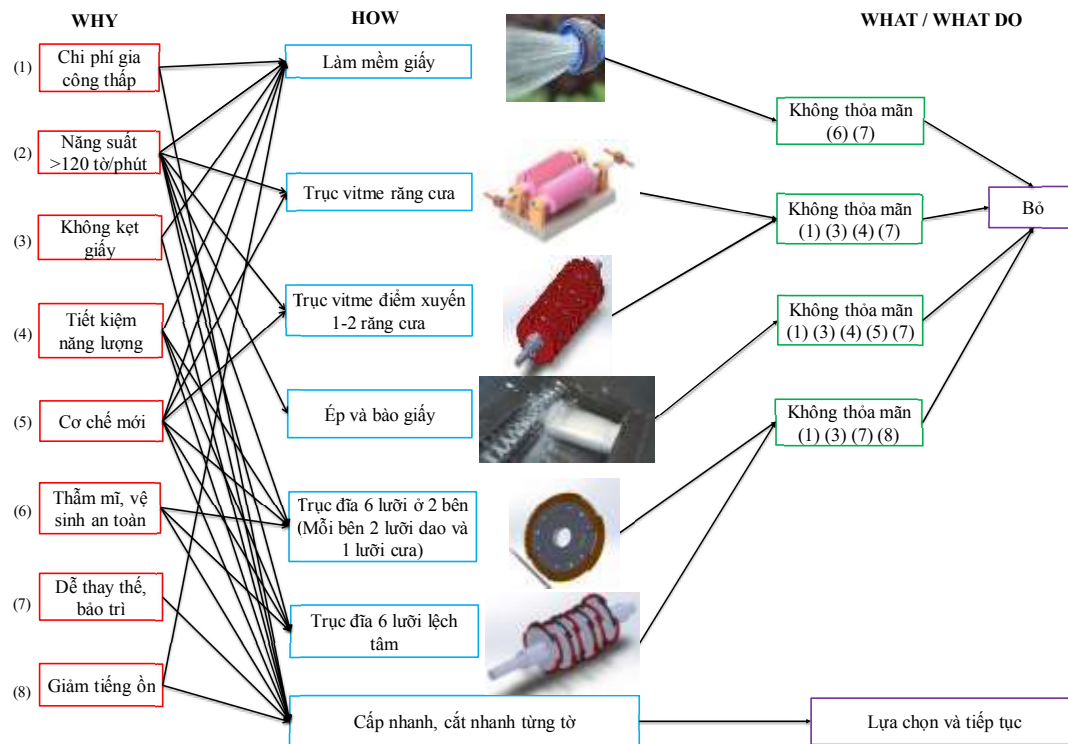 WHY
HOW
WHAT / WHAT DO
(1)
Chi phí gia
công thấp
(2)
Năng suất
>120 tờ/phút
(3)
Không kẹt
giấy
(4)
Tiết kiệm
năng lượng
(5)
Cơ chế mới
(6)
Thẫm mĩ, vệ
sinh an toàn
(7)
Dễ thay thế,
bảo trì
(8)
Giảm tiếng ồn
Làm mềm giấy
Trục vitme răng cưa
Trục vitme điểm xuyến
1-2 răng cưa
Ép và bào giấy
Trục đĩa 6 lưỡi ở 2 bên
(Mỗi bên 2 lưỡi dao và
1 lưỡi cưa)
Trục đĩa 6 lưỡi lệch
tâm
Cấp nhanh, cắt nhanh từng tờ
Không thỏa mãn
(6) (7)
Không thỏa mãn
(1) (3) (4) (7)
Không thỏa mãn
(1) (3) (4) (5) (7)
Không thỏa mãn
(1) (3) (7) (8)
Bỏ
Lựa chọn và tiếp tục